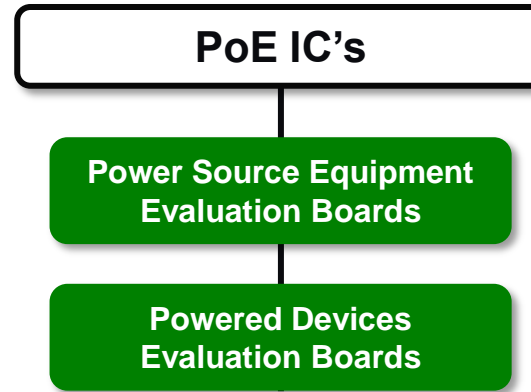 PoE IC’s
Power Source Equipment
Evaluation Boards
Powered Devices
Evaluation Boards